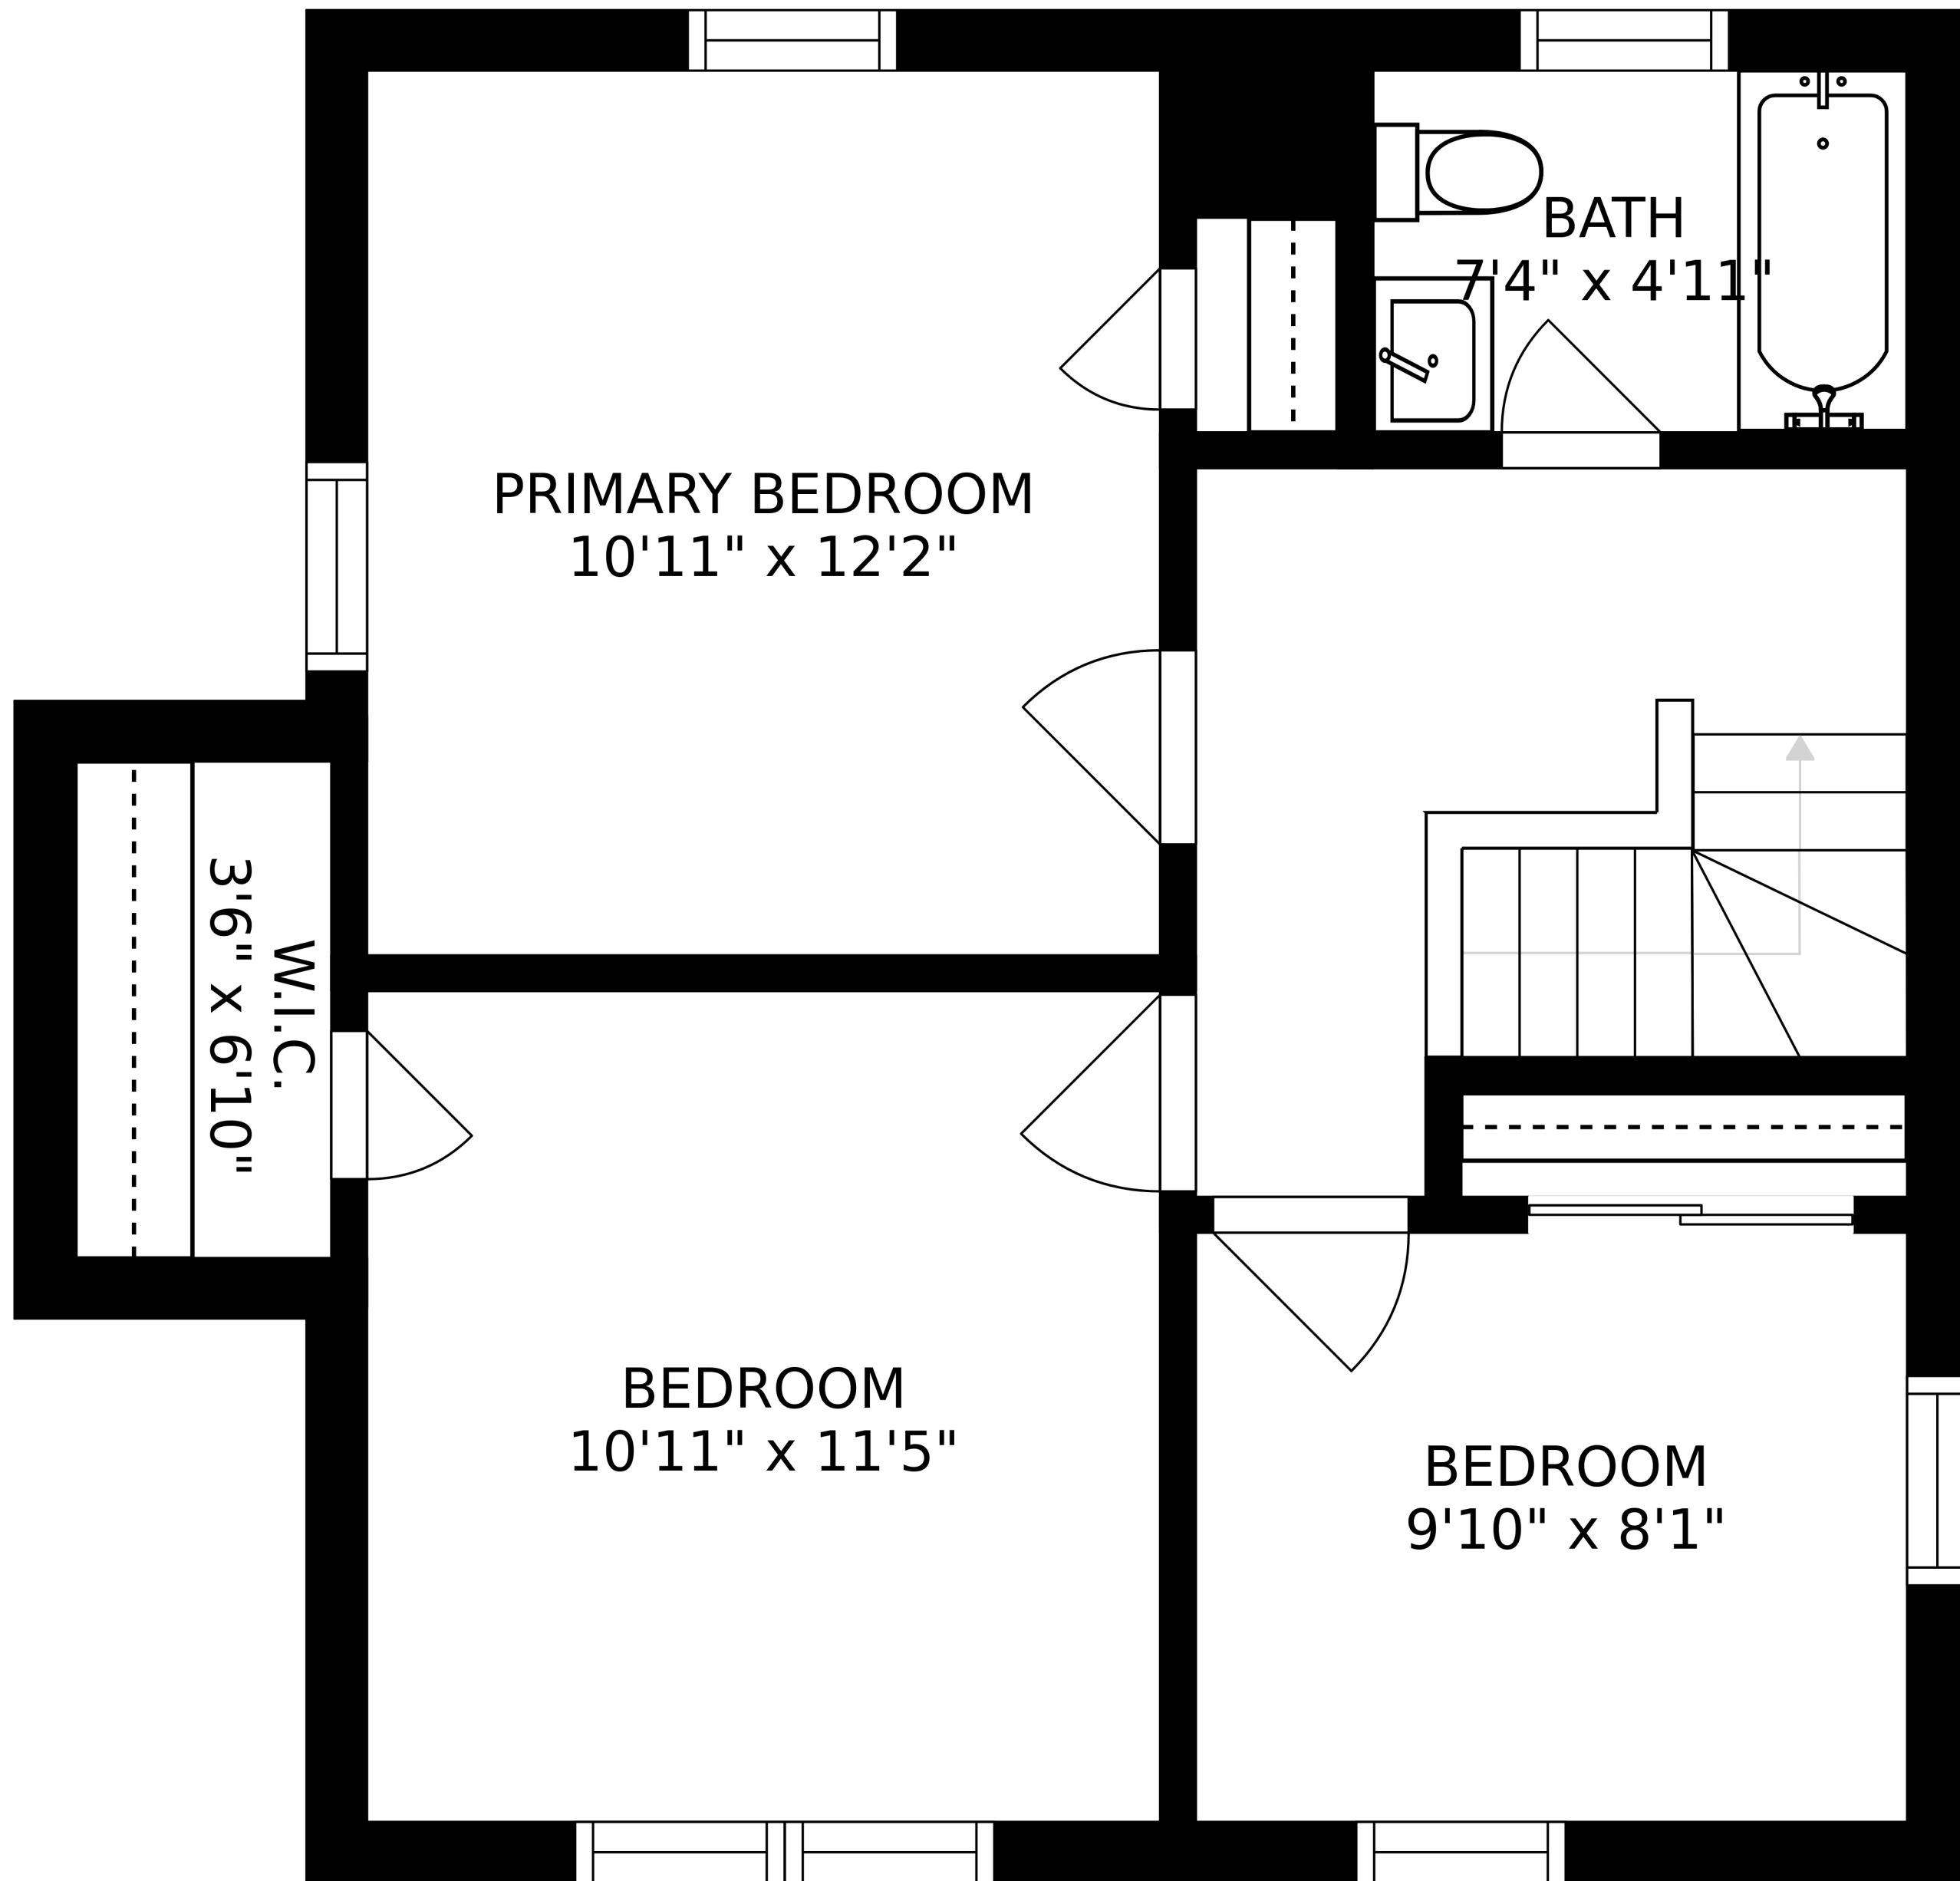 BATH
7'4" x 4'11"
PRIMARY BEDROOM
10'11" x 12'2"
W.I.C.
3'6" x 6'10"
BEDROOM
10'11" x 11'5"
BEDROOM
9'10" x 8'1"